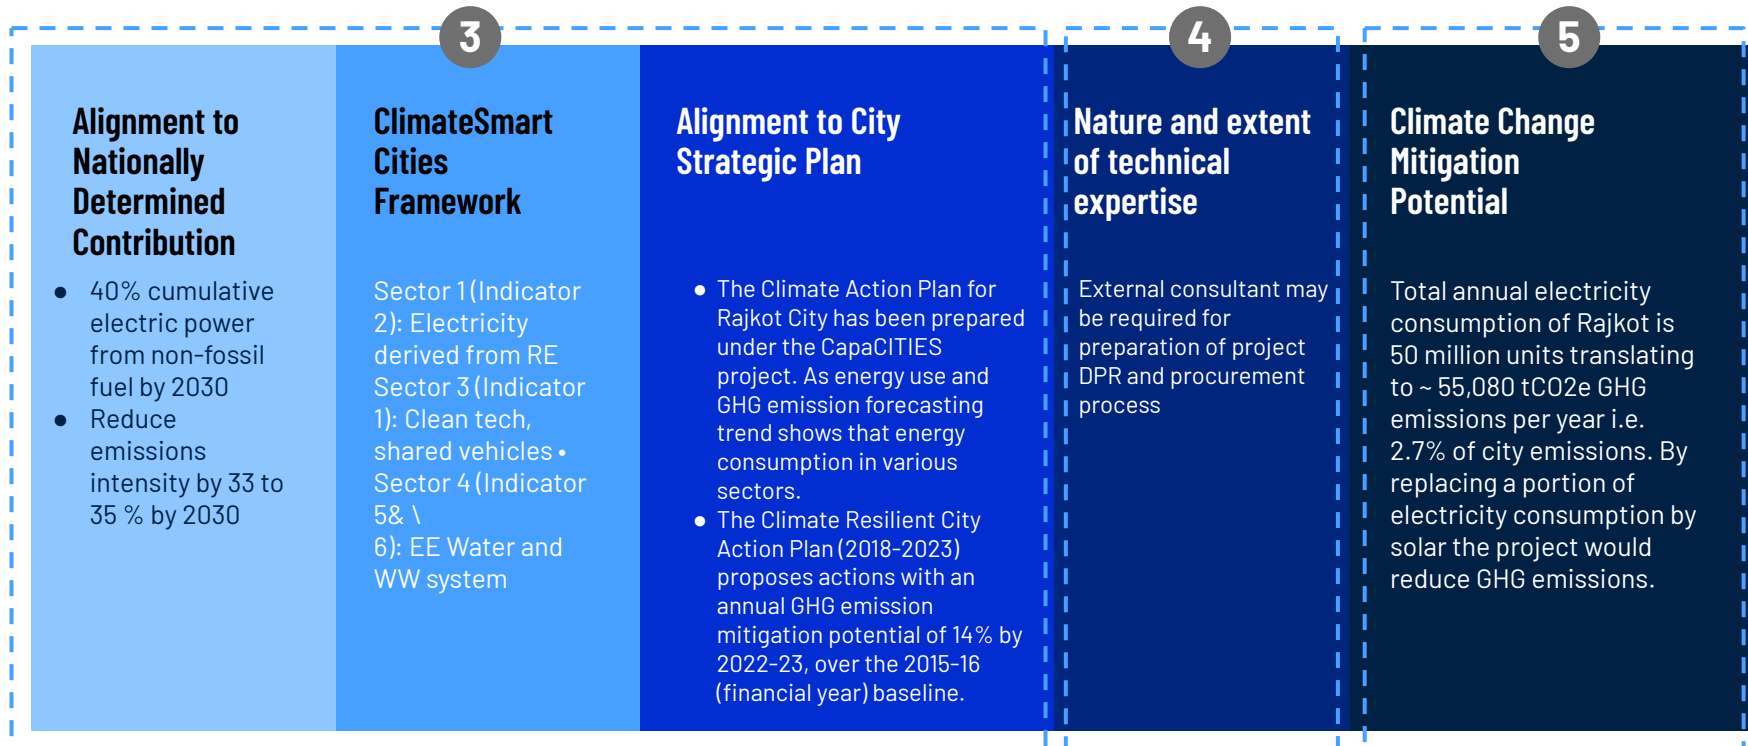 3
Alignment to
Nationally
Determined
Contribution
● 40% cumulative
electric power
from non-fossil
fuel by 2030
● Reduce
emissions
intensity by 33 to
35 % by 2030
ClimateSmart
Cities
Framework
Sector 1 (Indicator
2): Electricity
derived from RE
Sector 3 (Indicator
1): Clean tech,
shared vehicles •
Sector 4 (Indicator
5& \
6): EE Water and
WW system
Alignment to City
Strategic Plan
● The Climate Action Plan for
Rajkot City has been prepared
under the CapaCITIES
project. As energy use and
GHG emission forecasting
trend shows that energy
consumption in various
sectors.
● The Climate Resilient City
Action Plan (2018-2023)
proposes actions with an
annual GHG emission
mitigation potential of 14% by
2022-23, over the 2015-16
(financial year) baseline.
4
Nature and extent
of technical
expertise
External consultant may
be required for
preparation of project
DPR and procurement
process
5
Climate Change
Mitigation
Potential
Total annual electricity
consumption of Rajkot is
50 million units translating
to ~ 55,080 tCO2e GHG
emissions per year i.e.
2.7% of city emissions. By
replacing a portion of
electricity consumption by
solar the project would
reduce GHG emissions.